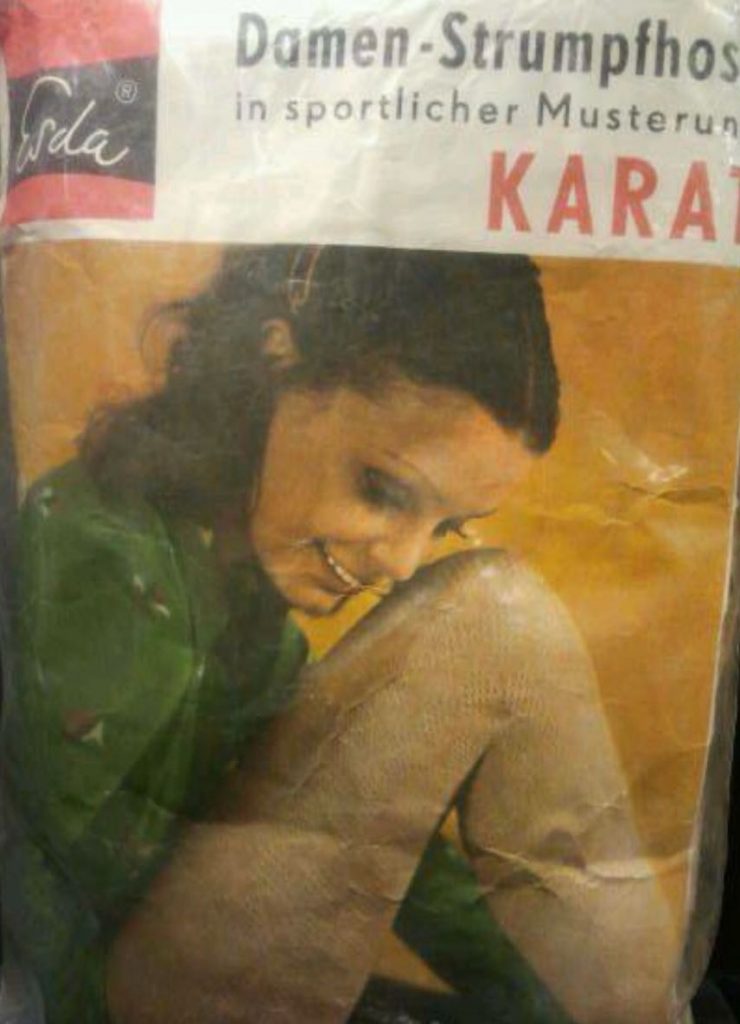 Esda ®
Damen-Strumpfhos
in sportlicher Musterun
KARAT